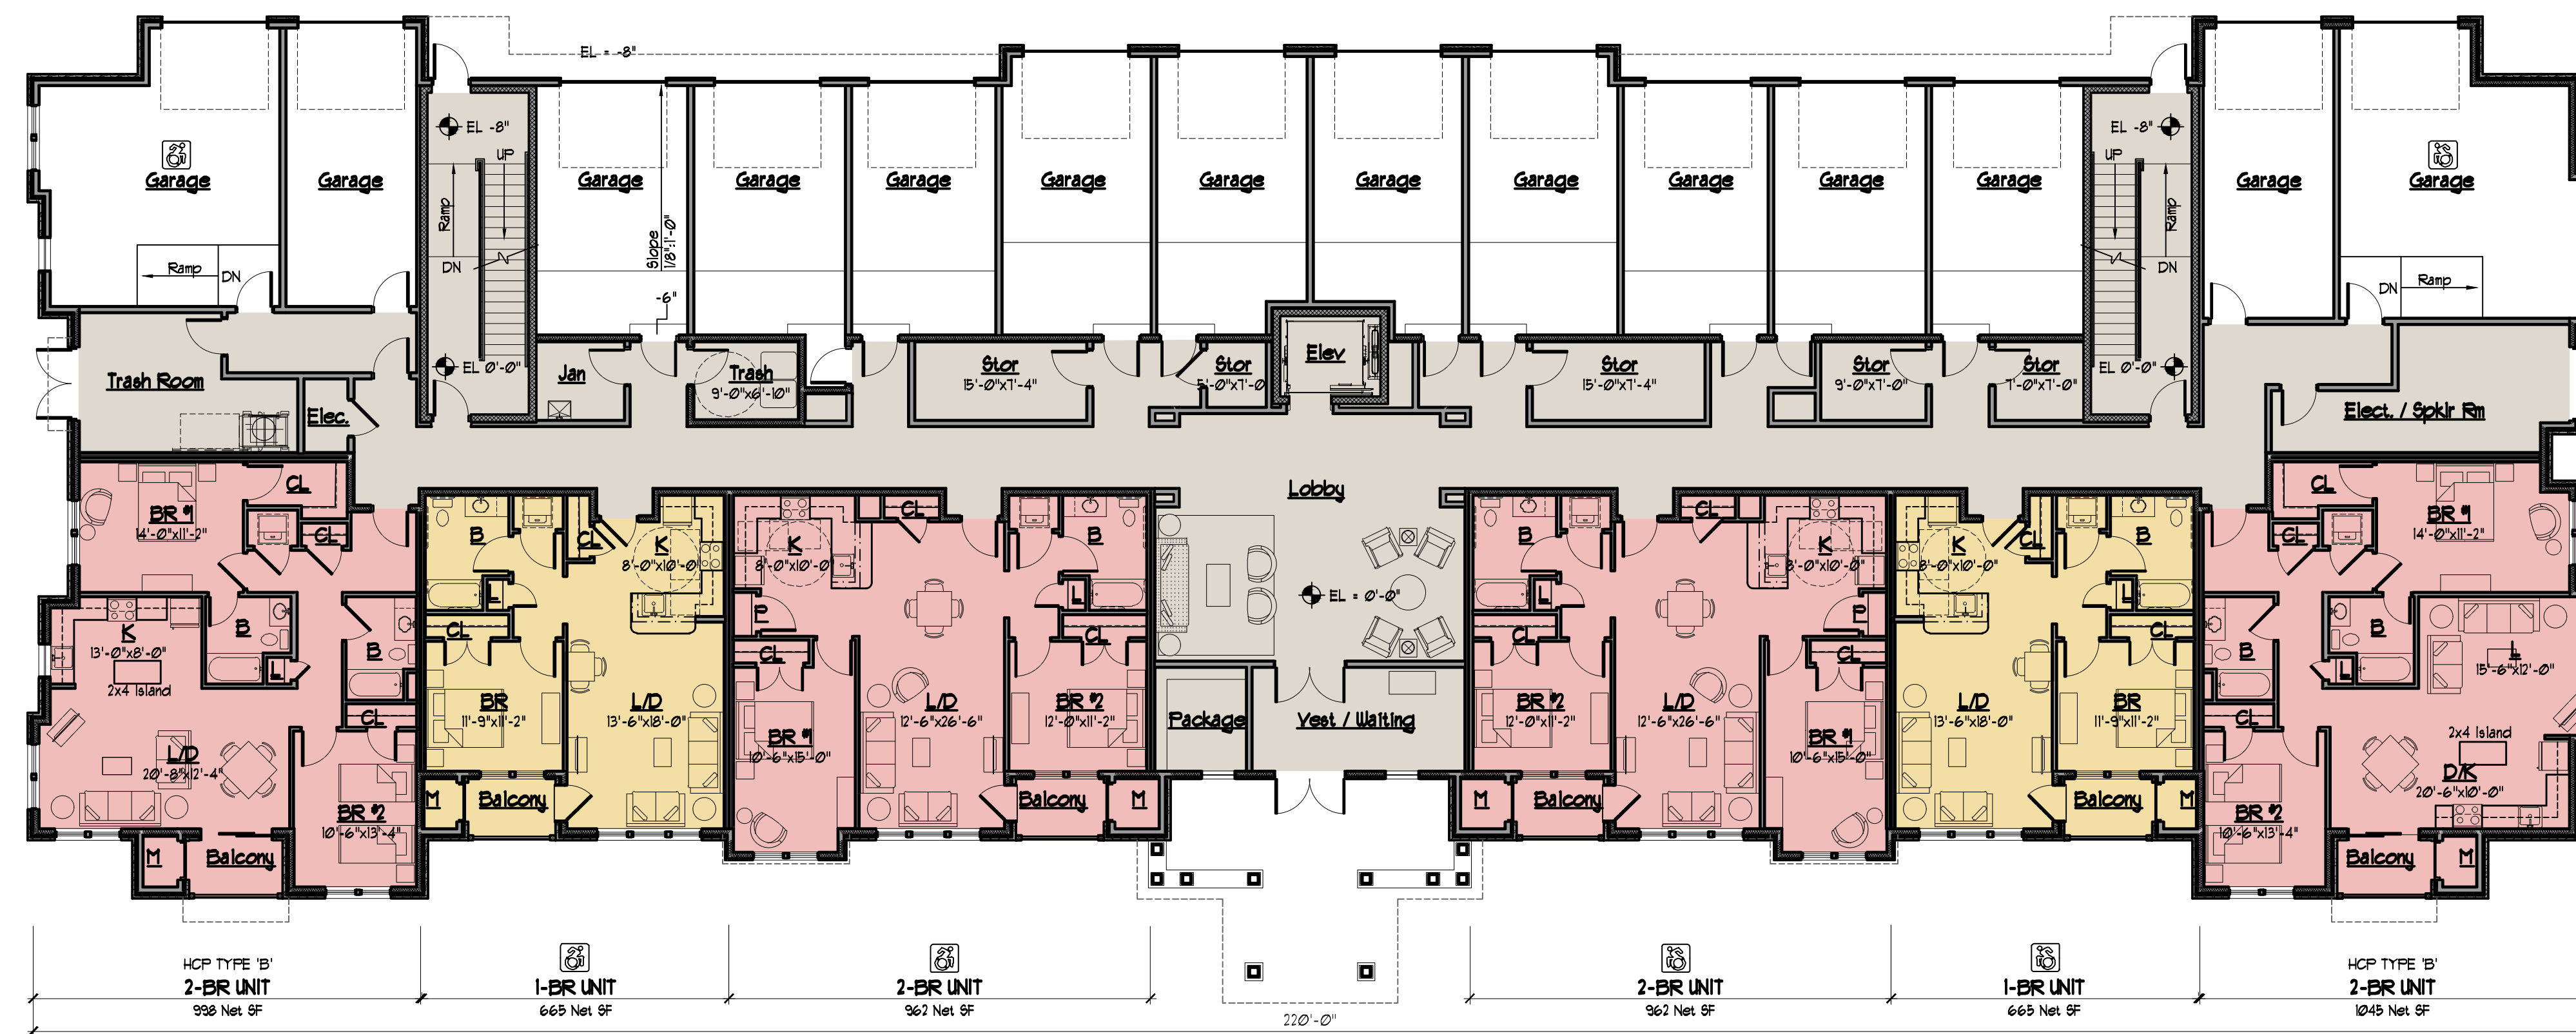 EL = -8"
EL -8"
UP
Ramp
DN
EL 0'-0"
Garage
Garage
Ramp
DN
Garage
Garage
Garage
Garage
Garage
Garage
Garage
Garage
Garage
Garage
Slope
1/8":1'-0"
-6"
EL -8"
UP
Ramp
DN
EL 0'-0"
Garage
Garage
DN
Ramp
Trash Room
Elec.
Jan
Trash
9'-0"x6'-10"
Stor
15'-0"x7'-4"
Stor
5'-0"x7'-0"
Elev
Stor
15'-0"x7'-4"
Stor
9'-0"x7'-0"
Stor
7'-0"x7'-0"
Elect. / Spklr Rm
BR #1
14'-0"x11'-2"
CL
CL
B
L
B
CL
K
13'-0"x8'-0"
2x4 Island
L/D
20'-8"x12'-4"
BR #2
10'-6"x13'-4"
M
Balcony
B
CL
K
8'-0"x10'-0"
L
CL
BR
11'-9"x11'-2"
L/D
13'-6"x18'-0"
M
Balcony
K
8'-0"x10'-0"
CL
B
P
L
CL
CL
BR #1
10'-6"x15'-0"
L/D
12'-6"x26'-6"
BR #2
12'-0"x11'-2"
Balcony
M
Lobby
EL = 0'-0"
Package
Vest / Waiting
B
CL
K
8'-0"x10'-0"
L
P
CL
CL
BR #2
12'-0"x11'-2"
L/D
12'-6"x26'-6"
BR #1
10'-6"x15'-0"
M
Balcony
K
8'-0"x10'-0"
CL
B
L
CL
L/D
13'-6"x18'-0"
BR
11'-9"x11'-2"
Balcony
M
CL
BR #1
14'-0"x11'-2"
CL
B
B
L
L
15'-6"x12'-0"
CL
2x4 Island
D/K
20'-6"x10'-0"
BR #2
10'-6"x13'-4"
Balcony
M
HCP TYPE 'B'
2-BR UNIT
998 Net SF
1-BR UNIT
665 Net SF
2-BR UNIT
962 Net SF
220'-0"
2-BR UNIT
962 Net SF
1-BR UNIT
665 Net SF
HCP TYPE 'B'
2-BR UNIT
1045 Net SF